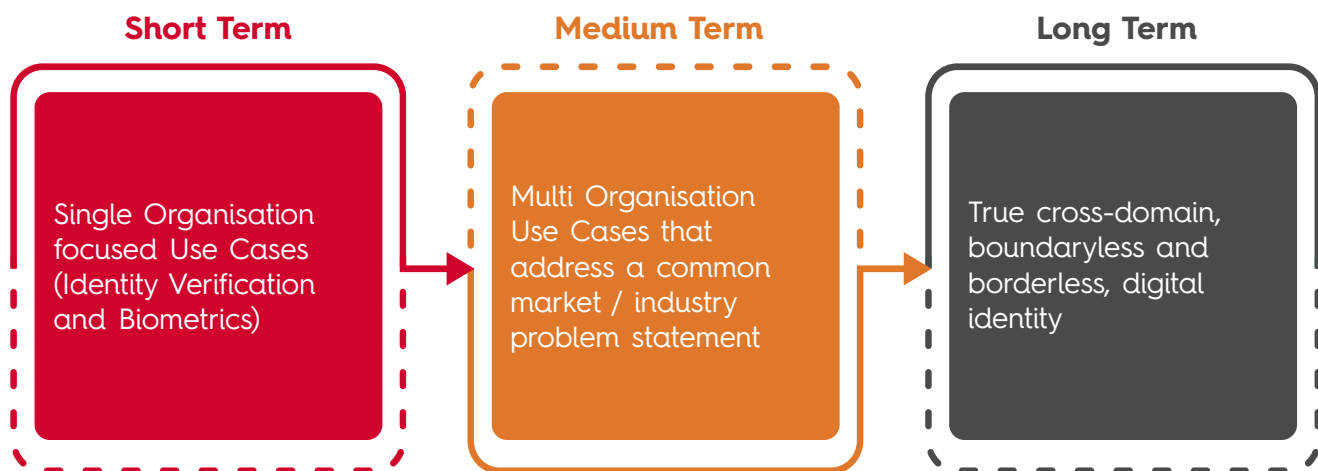 Short Term
Single Organisation
focused Use Cases
(Identity Verification
and Biometrics)
Medium Term
Multi Organisation
Use Cases that
address a common
market / industry
problem statement
Long Term
True cross-domain,
boundaryless and
borderless, digital
identity